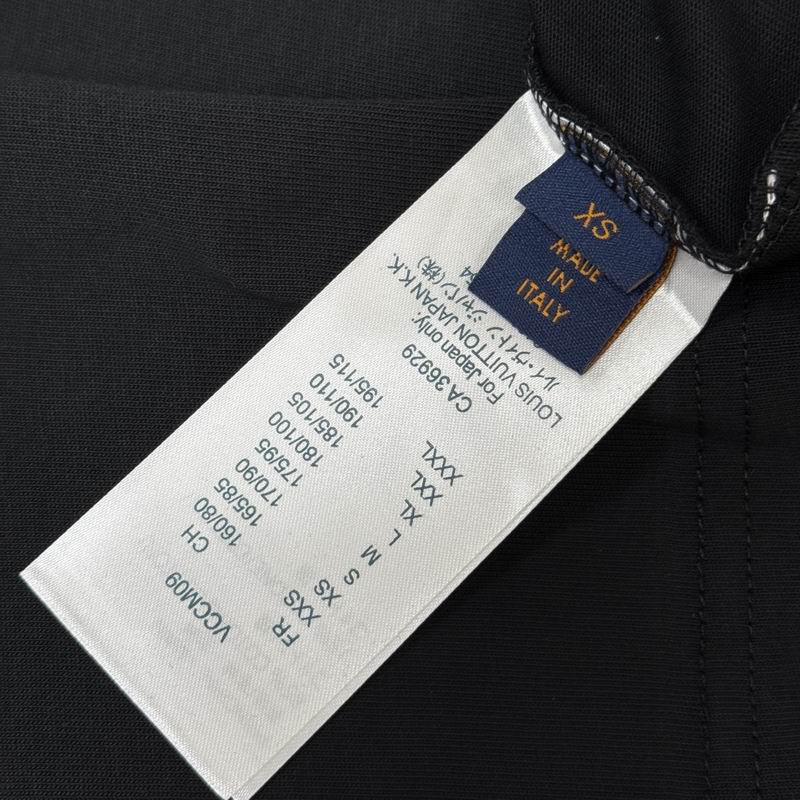 XS
MADE
IN
ITALY
VCCM09
FR CH
XXS 160/80
XS 165/85
S 170/90
M 175/95
L 180/100
XL 185/105
XXL 190/110
XXXL 195/115
CA 36929
For Japan only:
LOUIS VUITTON JAPAN K.K.
ルイ・ヴィトン ジャパン(株)